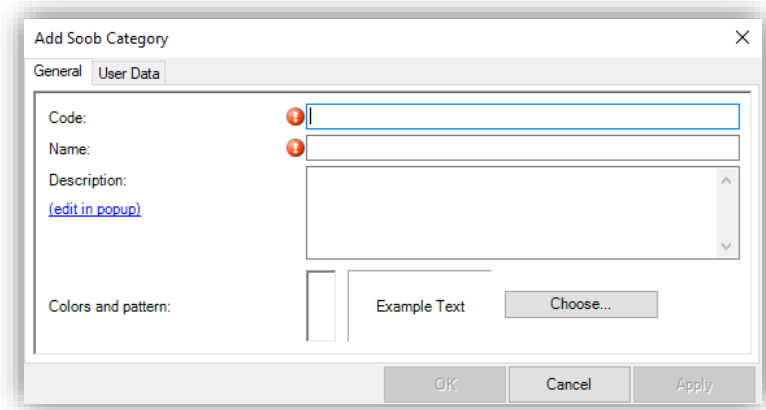 Add Soob Category
General User Data
Code:
Name:
Description:
(edit in popup)
Colors and pattern: Example Text Choose...
OK Cancel Apply